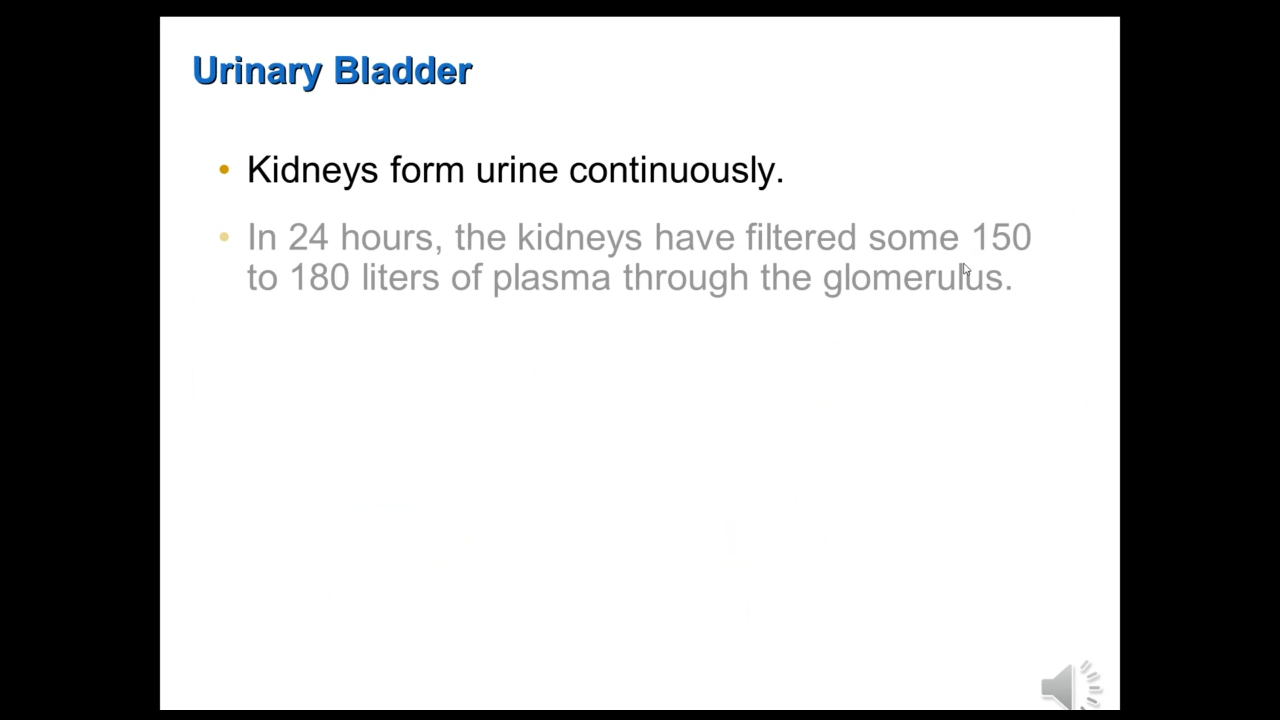 Urinary Bladder
• Kidneys form urine continuously.
• In 24 hours, the kidneys have filtered some 150
to 180 liters of plasma through the glomerulus.